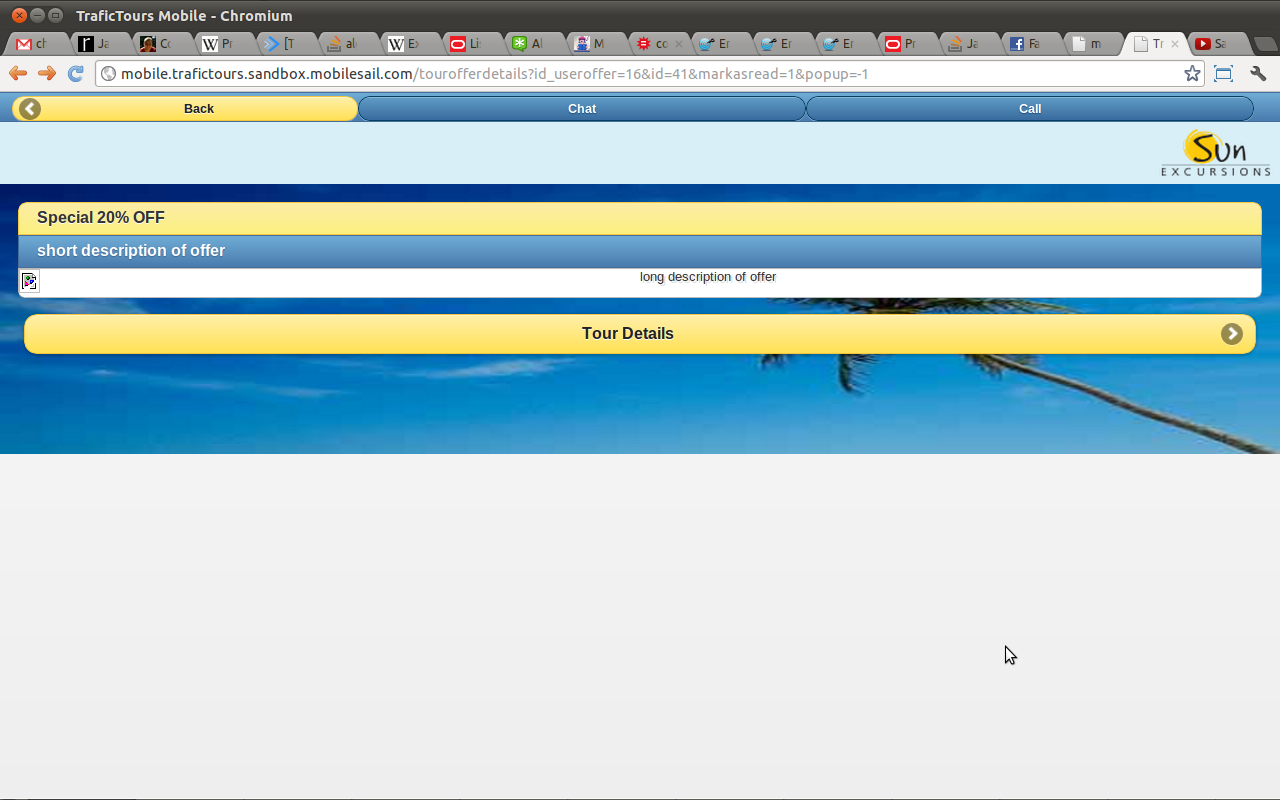 TraficTours Mobile - Chromium
ch Ja Co Pr [T alı Ex Li: Al M co Er Er Er Pr Ja Fa m Tr Sa
mobile.trafictours.sandbox.mobilesail.com/tourofferdetails?id_useroffer=16&id=41&markasread=1&popup=-1
Back Chat Call
Sun
EXCURSIONS
Special 20% OFF
short description of offer
long description of offer
Tour Details